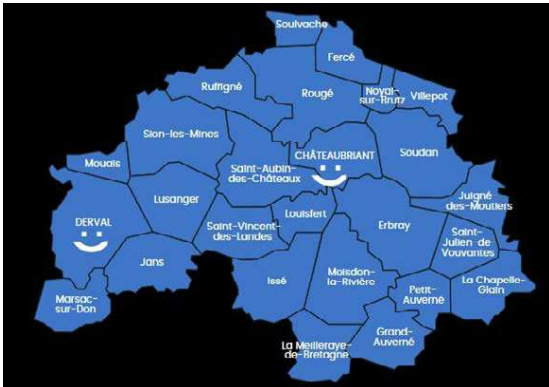 Soulvache
Fercé
Ruffigné
Rougé
Noyal-
sur-Brutz
Villepot
Sion-les-Mines
CHÂTEAUBRIANT
Soudan
Mouais
Saint-Aubin
des-Châteaux
Lusanger
Juigné
des-Moutiers
DERVAL
Louisfert
Saint-Vincent
des-Landes
Erbray
Saint-
Julien de
Vouvantes
Jans
Issé
Moisdon-
la-Rivière
La Chapelle-
Glain
Petit-
Auverné
Marsac-
sur-Don
Grand-
Auverné
La Meilleraye-
de-Bretagne